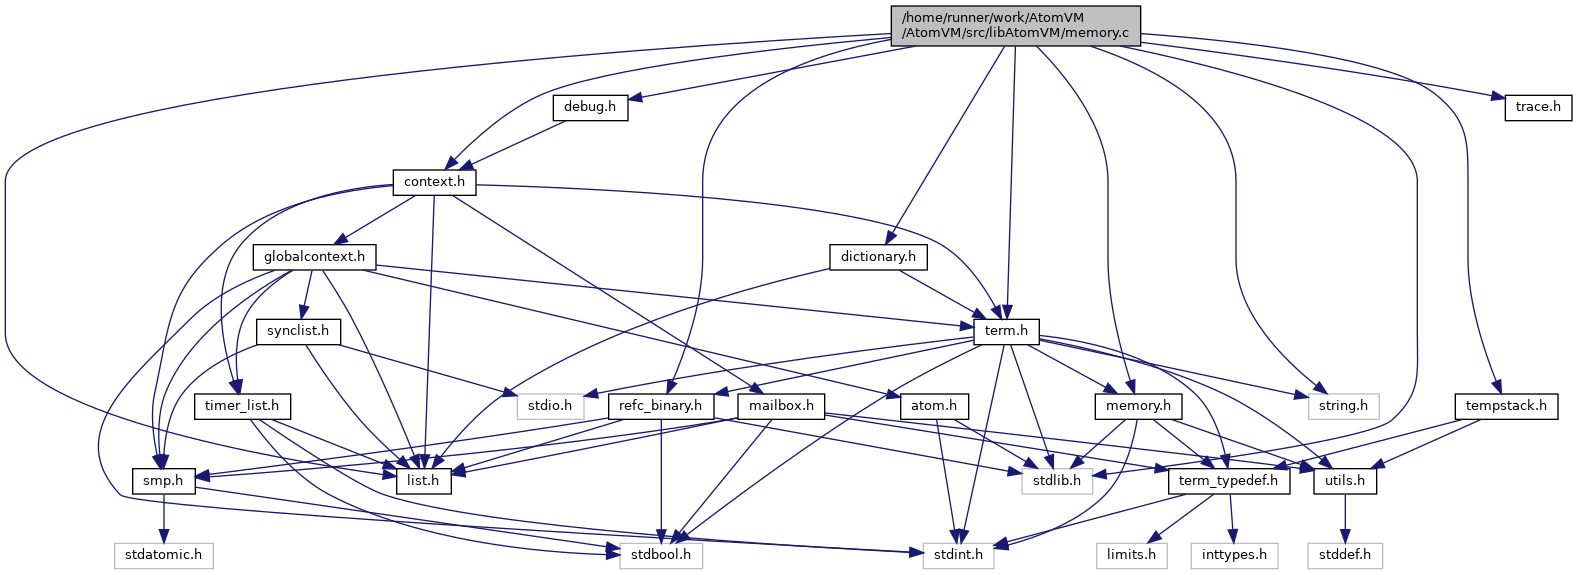 /home/runner/work/AtomVM
/AtomVM/src/libAtomVM/memory.c
debug.h
trace.h
context.h
globalcontext.h
dictionary.h
synclist.h
term.h
timer_list.h
stdio.h
refc_binary.h
mailbox.h
atom.h
memory.h
string.h
tempstack.h
smp.h
list.h
stdlib.h
term_typedef.h
utils.h
stdatomic.h
stdbool.h
stdint.h
limits.h
inttypes.h
stddef.h